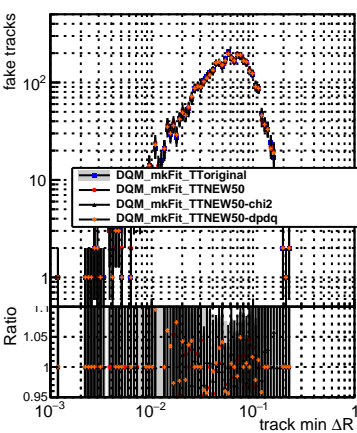 fake tracks
10²
10
1
DQM_mkFit_TToriginal
DQM_mkFit_TTNEW50
DQM_mkFit_TTNEW50-chi2
DQM_mkFit_TTNEW50-dpdq
Ratio
1.1
1.05
1
0.95
10⁻³ 10⁻² 10⁻¹ 1
track min ΔR